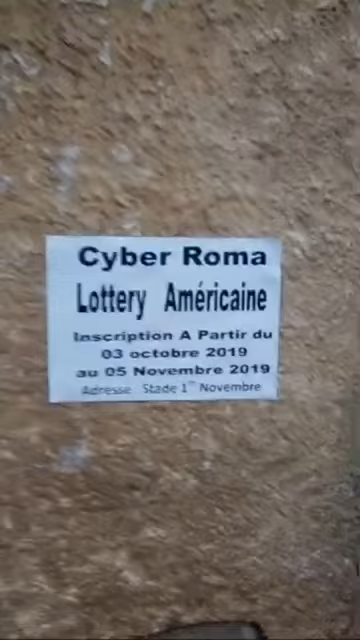 Cyber Roma
Lottery Américaine
Inscription A Partir du
03 octobre 2019
au 05 Novembre 2019
Adresse Stade 1er Novembre